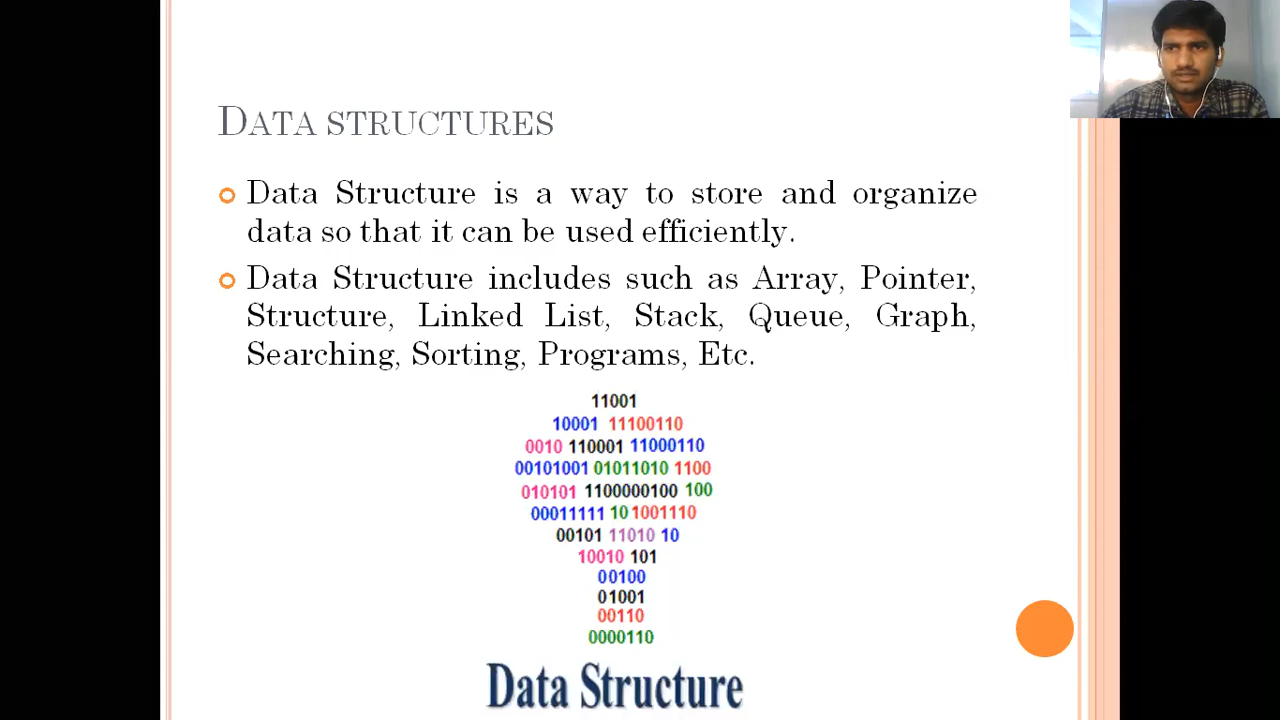 DATA STRUCTURES
Data Structure is a way to store and organize
data so that it can be used efficiently.
Data Structure includes such as Array, Pointer,
Structure, Linked List, Stack, Queue, Graph,
Searching, Sorting, Programs, Etc.
11001
10001 11100110
0010 110001 11000110
00101001 01011010 1100
010101 1100000100 100
00011111 10 1001110
00101 11010 10
10010 101
00100
01001
00110
0000110
Data Structure